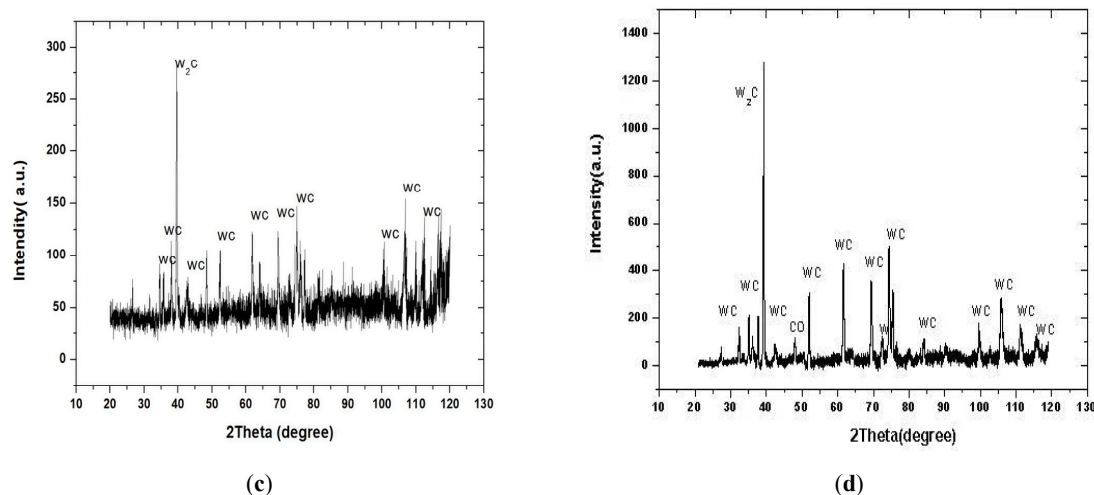 300
250
200
150
100
50
0
Intendity( a.u.)
W2C
WC
WC
WC
WC
WC
WC
WC
WC
WC
WC
10 20 30 40 50 60 70 80 90 100 110 120 130
2Theta (degree)
(c)
1400
1200
1000
800
600
400
200
0
Intensity(a.u.)
W2C
WC
WC
WC
CO
WC
WC
WC
W
WC
WC
WC
WC
WC
WC
10 20 30 40 50 60 70 80 90 100 110 120 130
2Theta(degree)
(d)